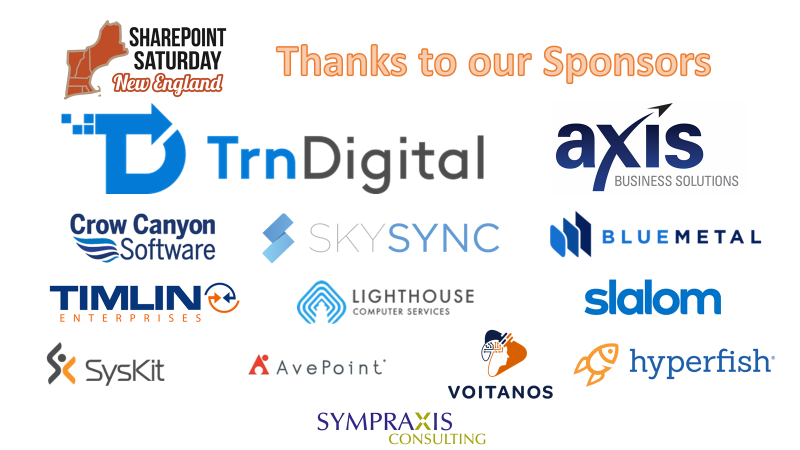 SHAREPOINT
SATURDAY
New England
Thanks to our Sponsors
TrnDigital
axis
BUSINESS SOLUTIONS
Crow Canyon
Software
SKYSYNC
BLUEMETAL
TIMLIN
ENTERPRISES
LIGHTHOUSE
COMPUTER SERVICES
slalom
SysKit
AvePoint®
VOITANOS
hyperfish®
SYMPRAXIS
CONSULTING